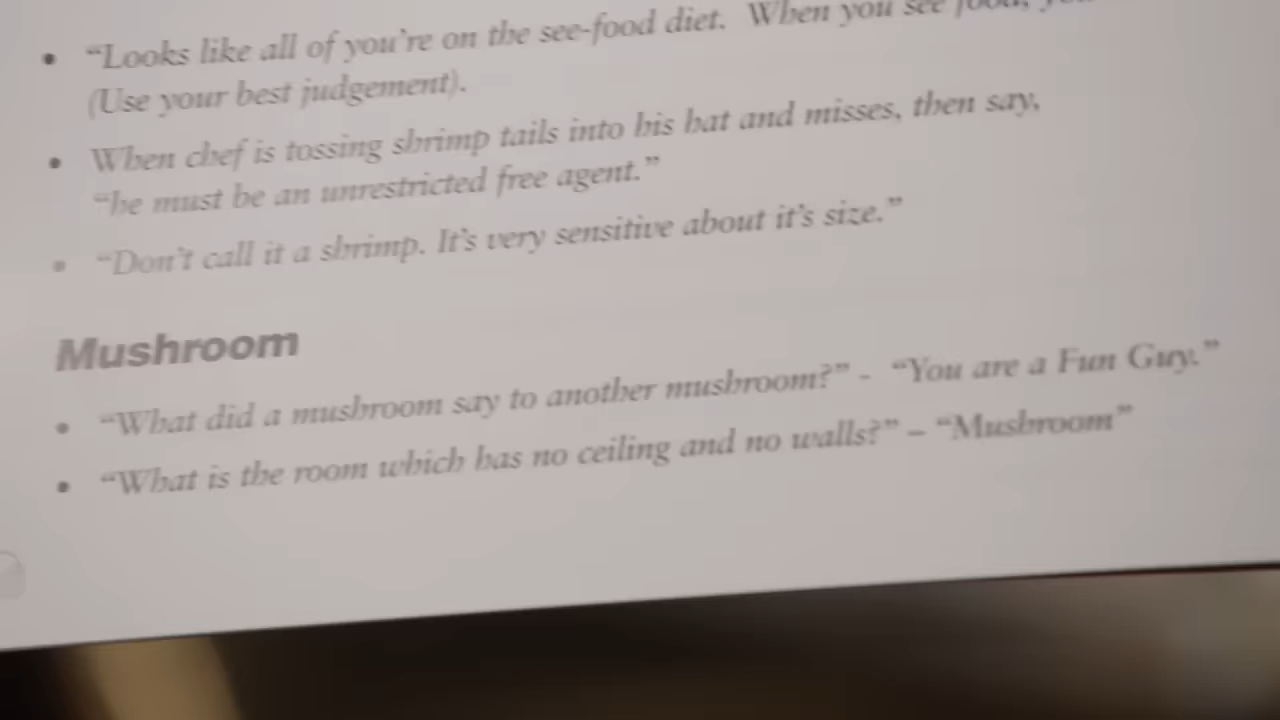 • “Looks like all of you’re on the see-food diet. When you see food,
(Use your best judgement).
• When chef is tossing shrimp tails into his hat and misses, then say,
“he must be an unrestricted free agent.”
• “Don’t call it a shrimp. It’s very sensitive about it’s size.”
Mushroom
• “What did a mushroom say to another mushroom?” - “You are a Fun Guy.”
• “What is the room which has no ceiling and no walls?” – “Mushroom”